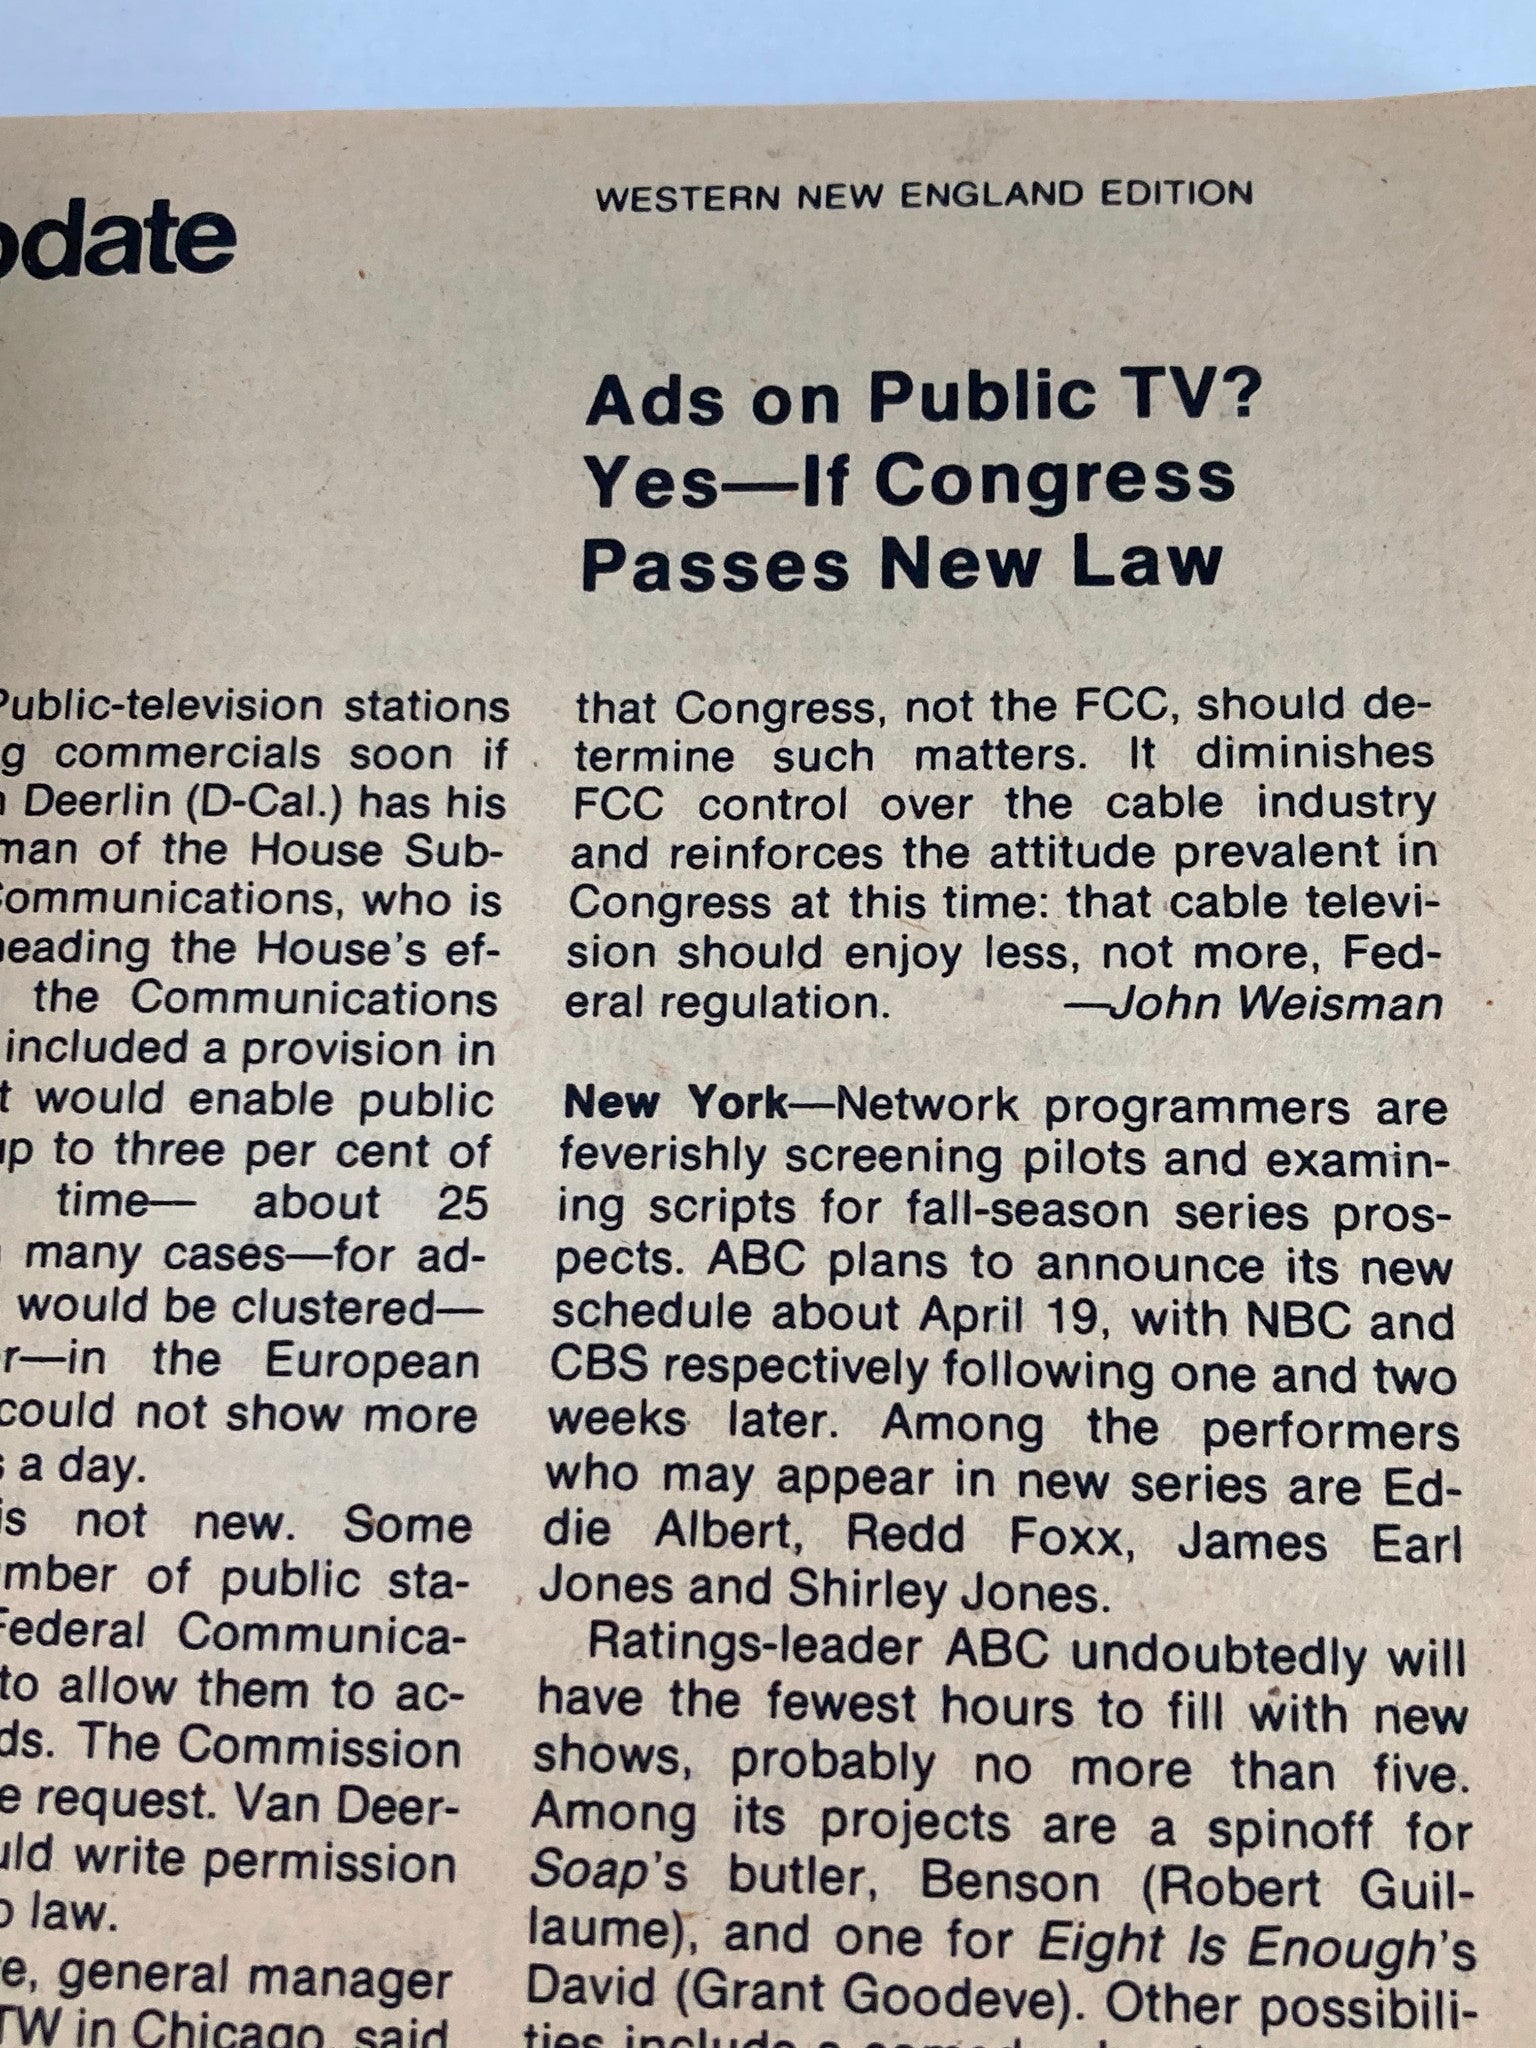 WESTERN NEW ENGLAND EDITION
Ads on Public TV?
Yes—If Congress
Passes New Law
Public-television stations
commercials soon if
Deerlin (D-Cal.) has his
of the House Sub-
Communications, who is
the House's ef-
the Communications
included a provision in
would enable public
to three per cent of
time— about 25
many cases—for ad-
would be clustered—
in the European
could not show more
a day.
is not new. Some
of public sta-
Federal Communica-
to allow them to ac-
The Commission
request. Van Deer-
write permission
law.
general manager
in Chicago, said
that Congress, not the FCC, should de-
termine such matters. It diminishes
FCC control over the cable industry
and reinforces the attitude prevalent in
Congress at this time: that cable televi-
sion should enjoy less, not more, Fed-
eral regulation. —John Weisman
New York—Network programmers are
feverishly screening pilots and examin-
ing scripts for fall-season series pros-
pects. ABC plans to announce its new
schedule about April 19, with NBC and
CBS respectively following one and two
weeks later. Among the performers
who may appear in new series are Ed-
die Albert, Redd Foxx, James Earl
Jones and Shirley Jones.
Ratings-leader ABC undoubtedly will
have the fewest hours to fill with new
shows, probably no more than five.
Among its projects are a spinoff for
Soap's butler, Benson (Robert Guil-
laume), and one for Eight Is Enough's
David (Grant Goodeve). Other possibili-
ties include a